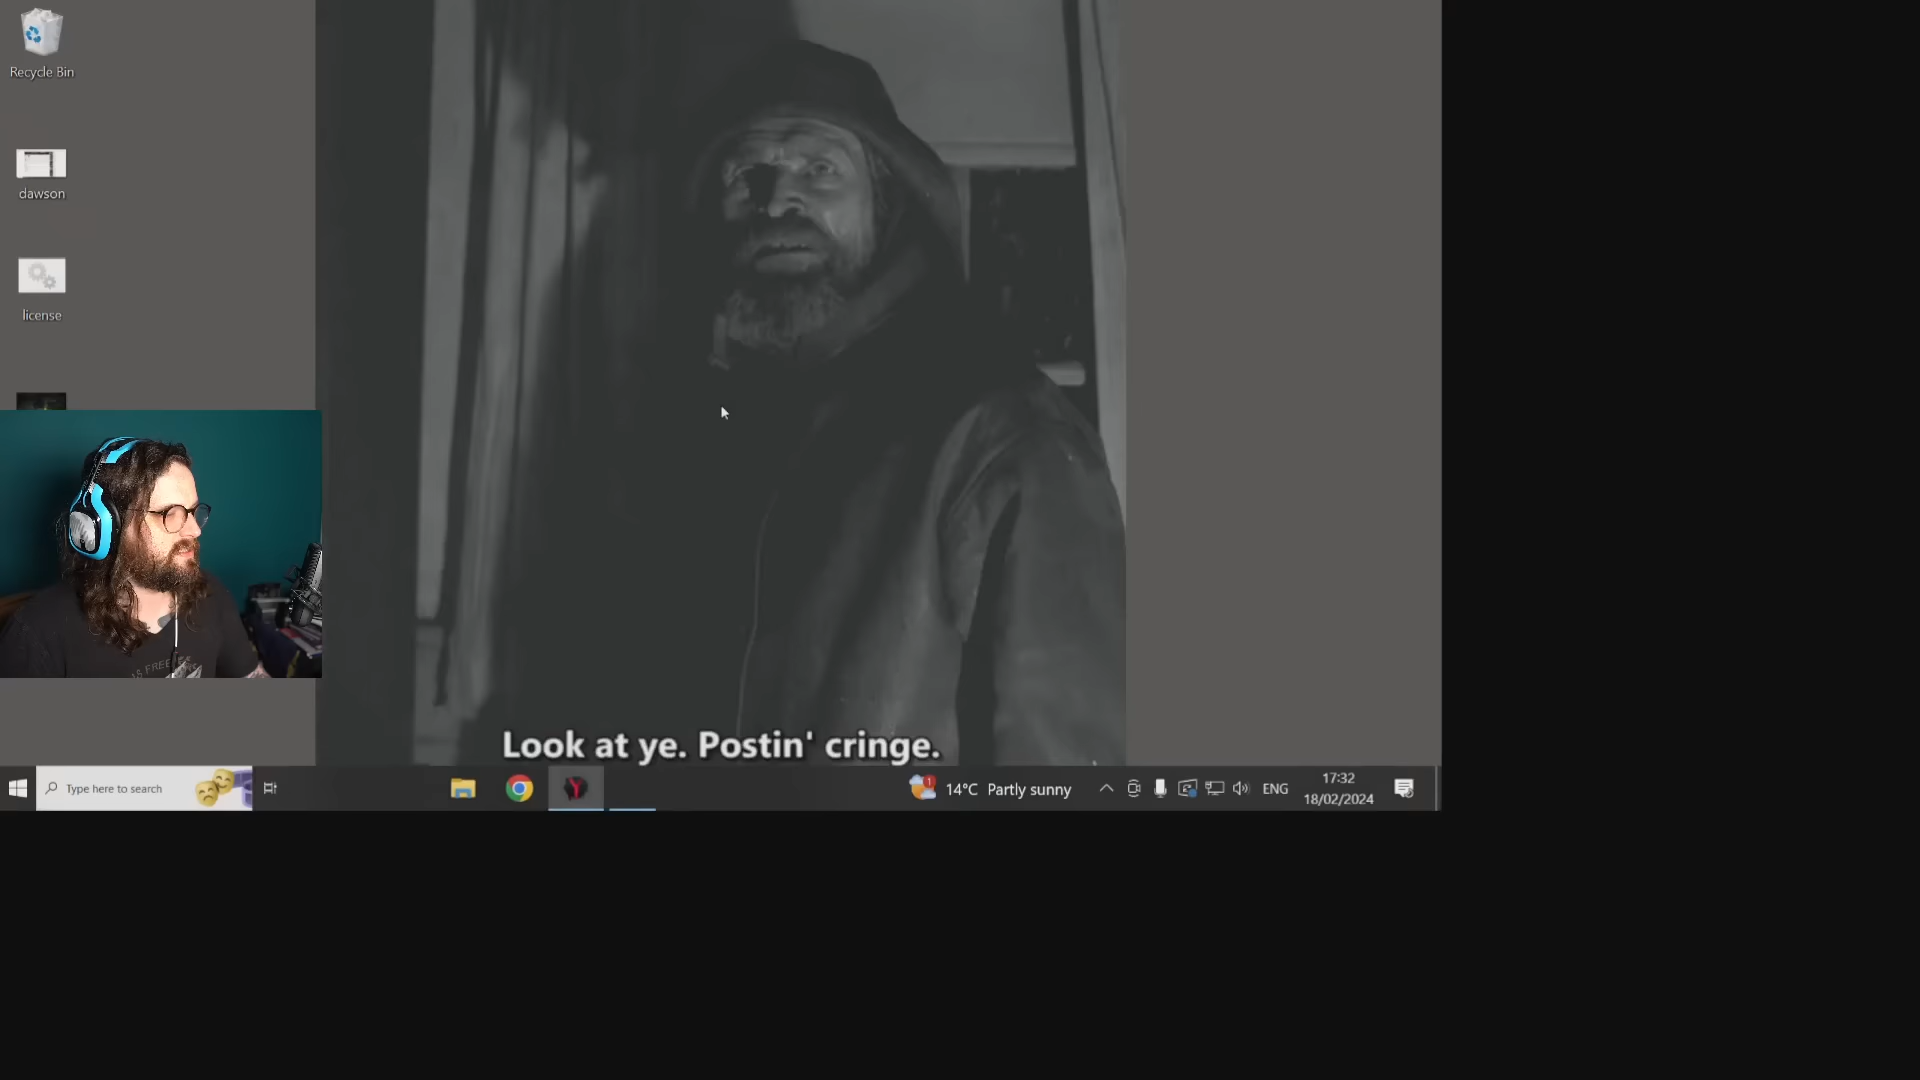 Recycle Bin
dawson
license
Look at ye. Postin' cringe.
Type here to search
1
14°C Partly sunny
ENG
17:32
18/02/2024